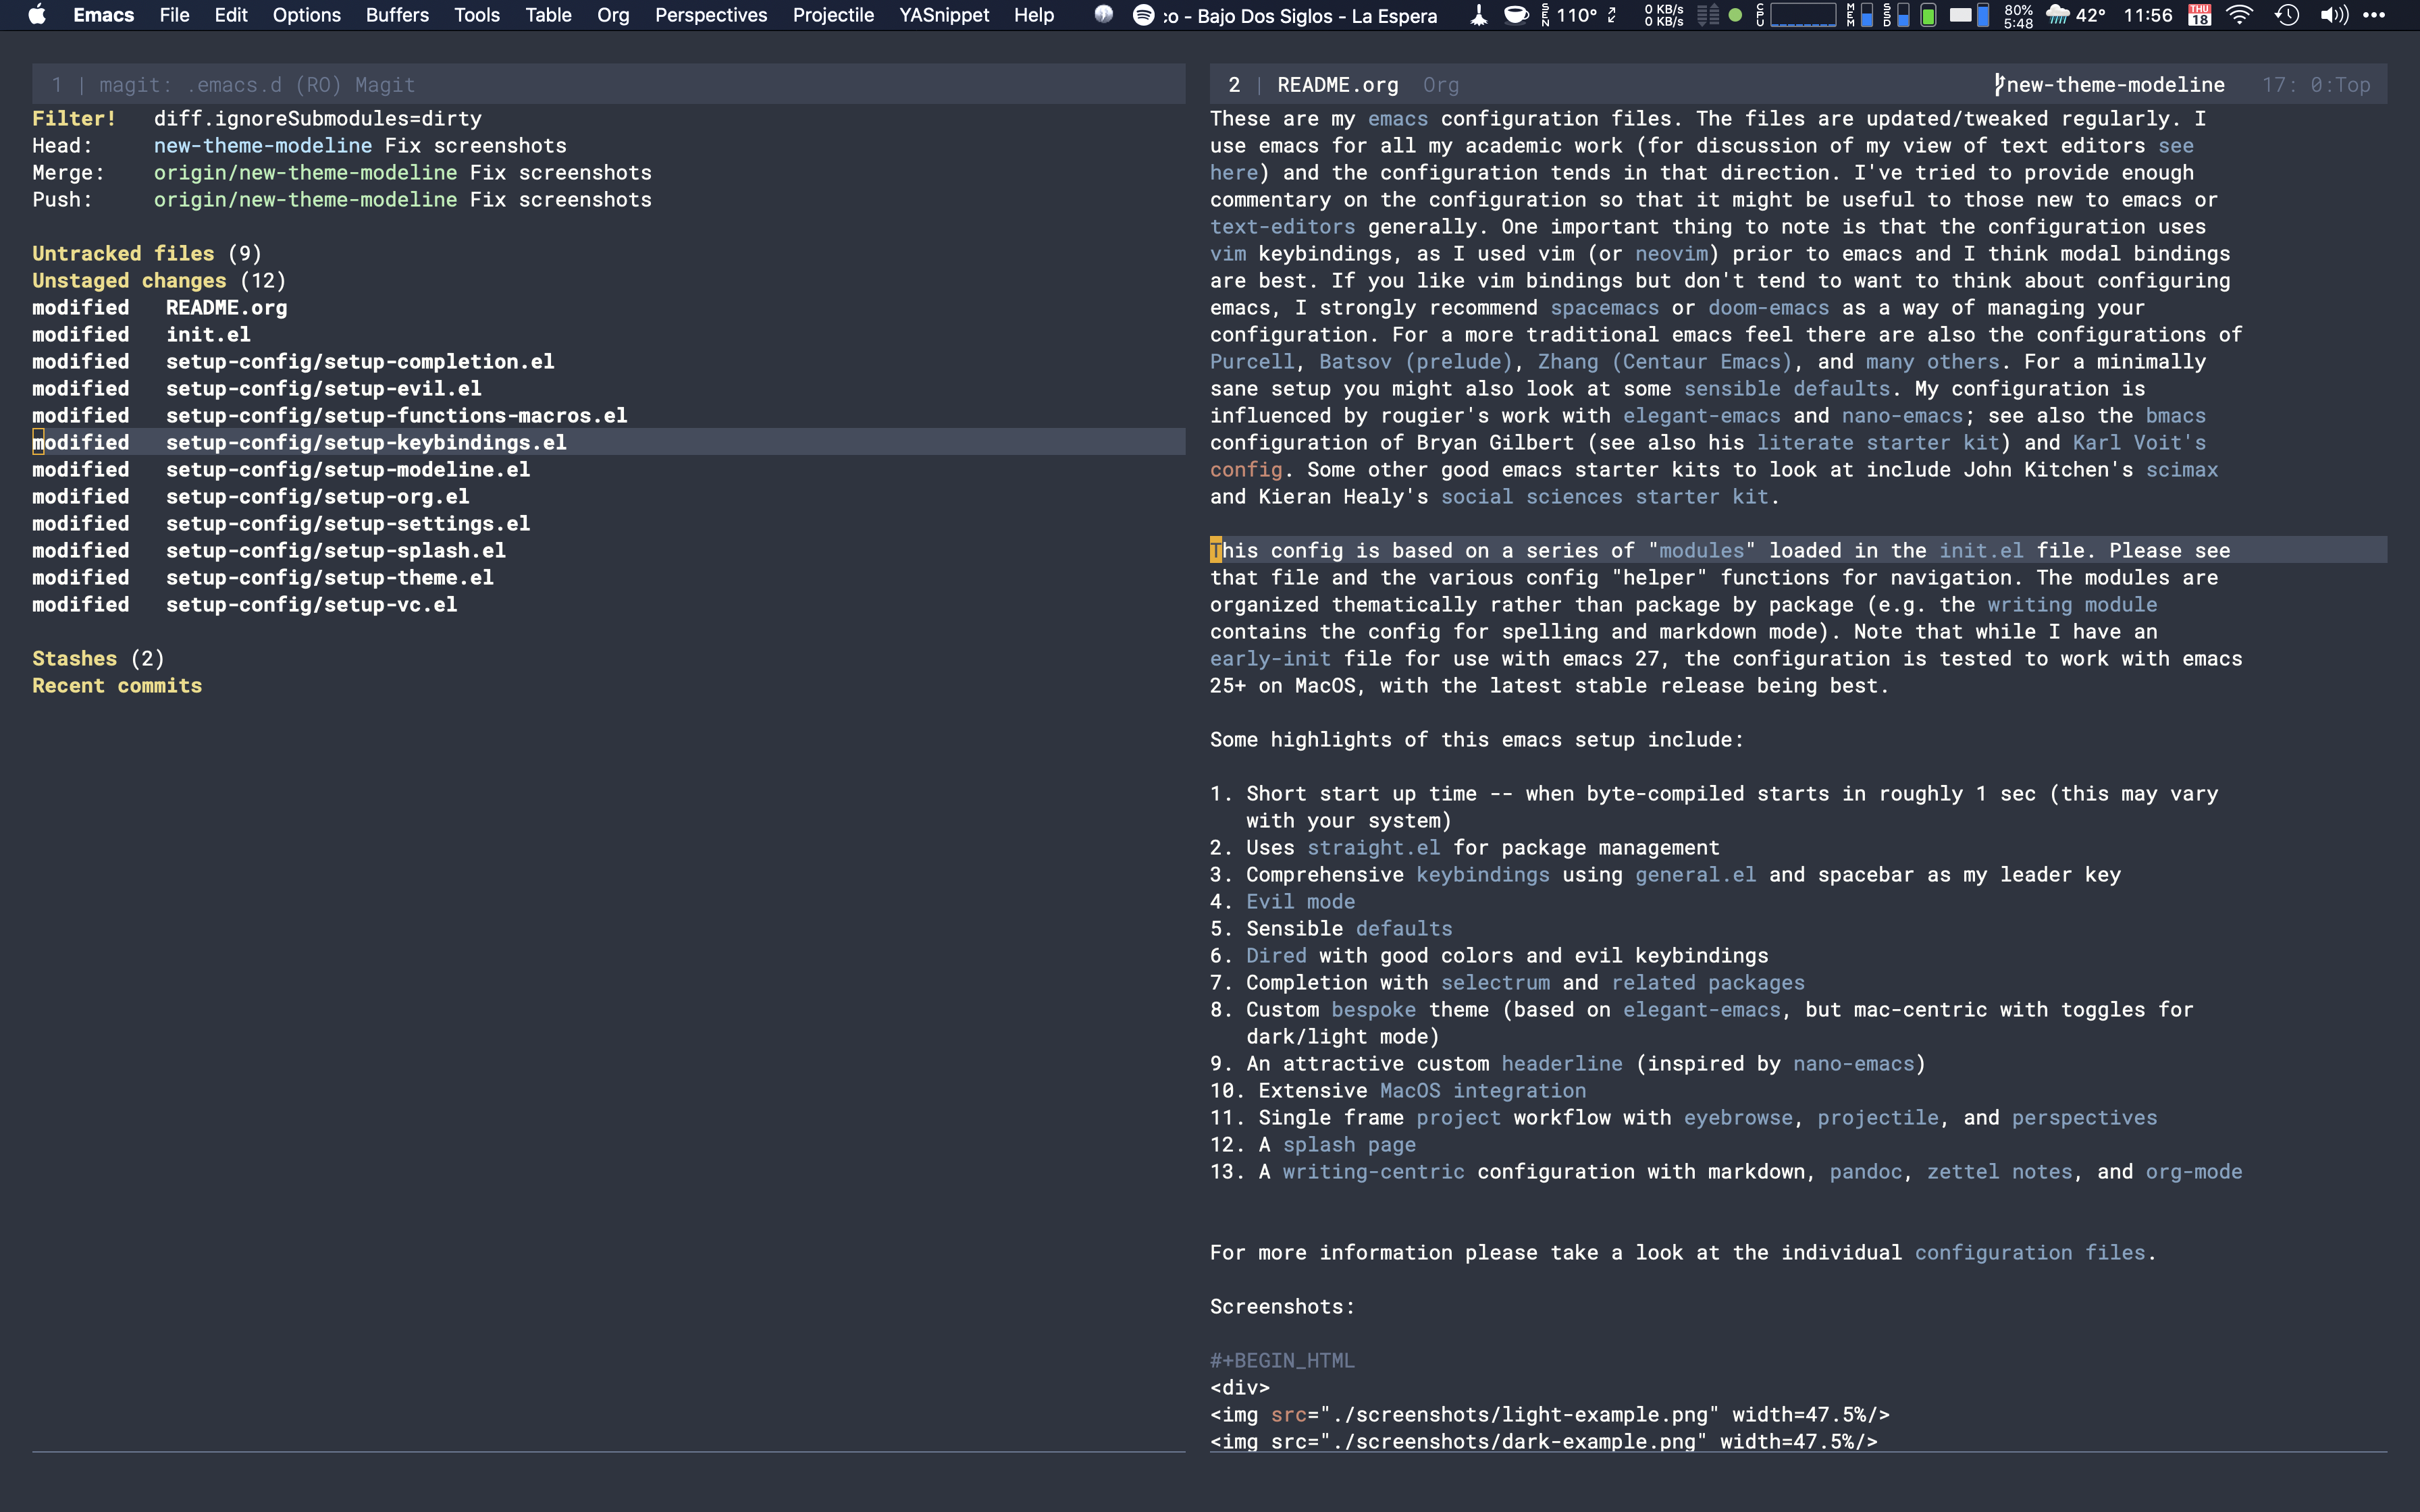 Emacs File Edit Options Buffers Tools Table Org Perspectives Projectile YASnippet Help
co - Bajo Dos Siglos - La Espera
SEN 110° 0 KB/s 0 KB/s CPU MEM SSD 80% 5:48 42° 11:56 THU 18
1 | magit: .emacs.d (RO) Magit
Filter! diff.ignoreSubmodules=dirty
Head: new-theme-modeline Fix screenshots
Merge: origin/new-theme-modeline Fix screenshots
Push: origin/new-theme-modeline Fix screenshots
Untracked files (9)
Unstaged changes (12)
modified README.org
modified init.el
modified setup-config/setup-completion.el
modified setup-config/setup-evil.el
modified setup-config/setup-functions-macros.el
modified setup-config/setup-keybindings.el
modified setup-config/setup-modeline.el
modified setup-config/setup-org.el
modified setup-config/setup-settings.el
modified setup-config/setup-splash.el
modified setup-config/setup-theme.el
modified setup-config/setup-vc.el
Stashes (2)
Recent commits
2 | README.org Org new-theme-modeline 17: 0:Top
These are my emacs configuration files. The files are updated/tweaked regularly. I
use emacs for all my academic work (for discussion of my view of text editors see
here) and the configuration tends in that direction. I've tried to provide enough
commentary on the configuration so that it might be useful to those new to emacs or
text-editors generally. One important thing to note is that the configuration uses
vim keybindings, as I used vim (or neovim) prior to emacs and I think modal bindings
are best. If you like vim bindings but don't tend to want to think about configuring
emacs, I strongly recommend spacemacs or doom-emacs as a way of managing your
configuration. For a more traditional emacs feel there are also the configurations of
Purcell, Batsov (prelude), Zhang (Centaur Emacs), and many others. For a minimally
sane setup you might also look at some sensible defaults. My configuration is
influenced by rougier's work with elegant-emacs and nano-emacs; see also the bmacs
configuration of Bryan Gilbert (see also his literate starter kit) and Karl Voit's
config. Some other good emacs starter kits to look at include John Kitchen's scimax
and Kieran Healy's social sciences starter kit.
This config is based on a series of "modules" loaded in the init.el file. Please see
that file and the various config "helper" functions for navigation. The modules are
organized thematically rather than package by package (e.g. the writing module
contains the config for spelling and markdown mode). Note that while I have an
early-init file for use with emacs 27, the configuration is tested to work with emacs
25+ on MacOS, with the latest stable release being best.
Some highlights of this emacs setup include:
1. Short start up time -- when byte-compiled starts in roughly 1 sec (this may vary
with your system)
2. Uses straight.el for package management
3. Comprehensive keybindings using general.el and spacebar as my leader key
4. Evil mode
5. Sensible defaults
6. Dired with good colors and evil keybindings
7. Completion with selectrum and related packages
8. Custom bespoke theme (based on elegant-emacs, but mac-centric with toggles for
dark/light mode)
9. An attractive custom headerline (inspired by nano-emacs)
10. Extensive MacOS integration
11. Single frame project workflow with eyebrowse, projectile, and perspectives
12. A splash page
13. A writing-centric configuration with markdown, pandoc, zettel notes, and org-mode
For more information please take a look at the individual configuration files.
Screenshots:
#+BEGIN_HTML
<div>
<img src="./screenshots/light-example.png" width=47.5%/>
<img src="./screenshots/dark-example.png" width=47.5%/>